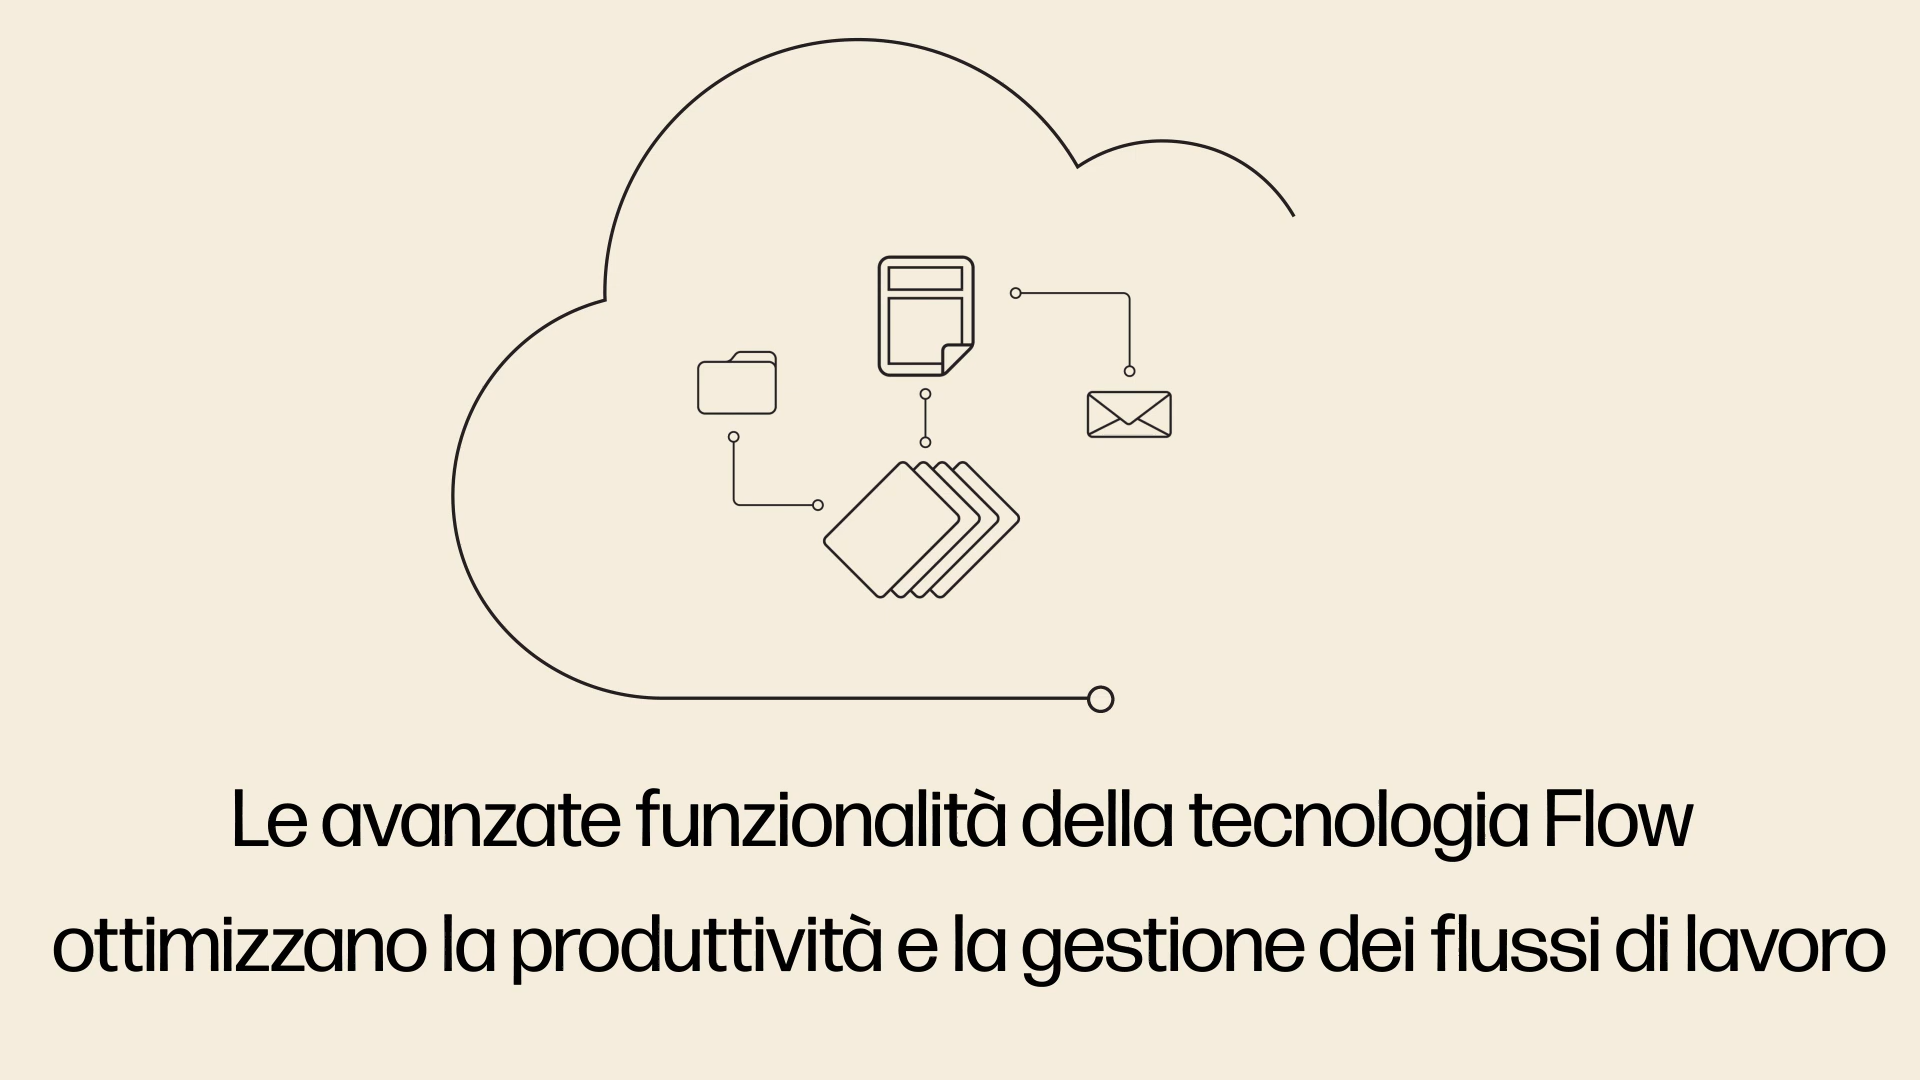 Le avanzate funzionalità della tecnologia Flow
ottimizzano la produttività e la gestione dei flussi di lavoro